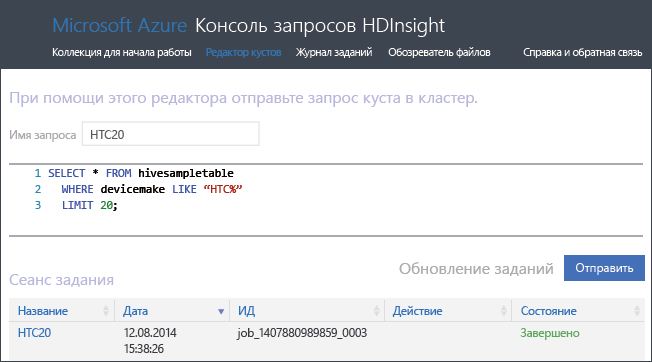 Microsoft Azure Консоль запросов HDInsight
Коллекция для начала работы Редактор кустов Журнал заданий Обозреватель файлов Справка и обратная связь
При помощи этого редактора отправьте запрос куста в кластер.
Имя запроса HTC20
1 SELECT * FROM hivesampletable
2 WHERE devicemake LIKE “HTC%”
3 LIMIT 20;
Обновление заданий Отправить
Сеанс задания
Название Дата ИД Действие Состояние
HTC20 12.08.2014 job_1407880989859_0003 Завершено
15:38:26